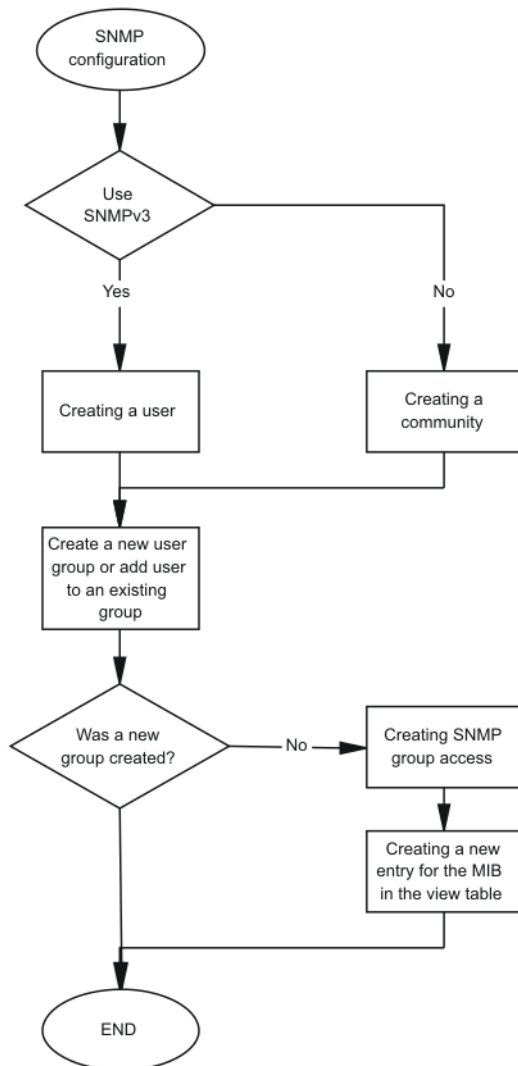 SNMP
configuration
Use
SNMPv3
Yes
No
Creating a user
Creating a
community
Create a new user
group or add user
to an existing
group
Was a new
group created?
No
Creating SNMP
group access
Creating a new
entry for the MIB
in the view table
END